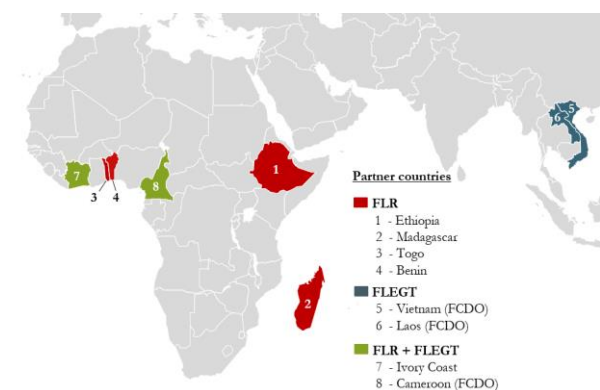 5
6
7
8
1
3
4
2
Partner countries
FLR
1 - Ethiopia
2 - Madagascar
3 - Togo
4 - Benin
FLEGT
5 - Vietnam (FCDO)
6 - Laos (FCDO)
FLR + FLEGT
7 - Ivory Coast
8 - Cameroon (FCDO)